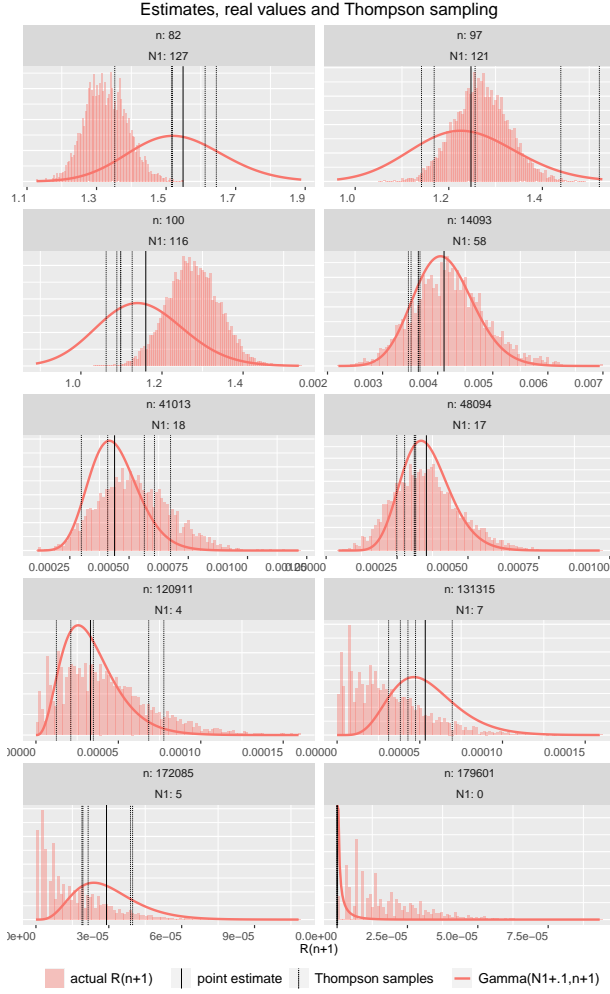 Estimates, real values and Thompson sampling
n: 82
N1: 127
n: 97
N1: 121
1.1 1.3 1.5 1.7 1.9
1.0 1.2 1.4
n: 100
N1: 116
n: 14093
N1: 58
1.0 1.2 1.4
0.002 0.003 0.004 0.005 0.006 0.007
n: 41013
N1: 18
n: 48094
N1: 17
0.00025 0.00050 0.00075 0.00100
0.00025 0.00050 0.00075 0.00100
n: 120911
N1: 4
n: 131315
N1: 7
0.00005 0.00010 0.00015
0.00000 0.00005 0.00010 0.00015
n: 172085
N1: 5
n: 179601
N1: 0
3e-05 6e-05 9e-05
0.0e+00 2.5e-05 5.0e-05 7.5e-05
R(n+1)
actual R(n+1) point estimate Thompson samples Gamma(N1+.1,n+1)